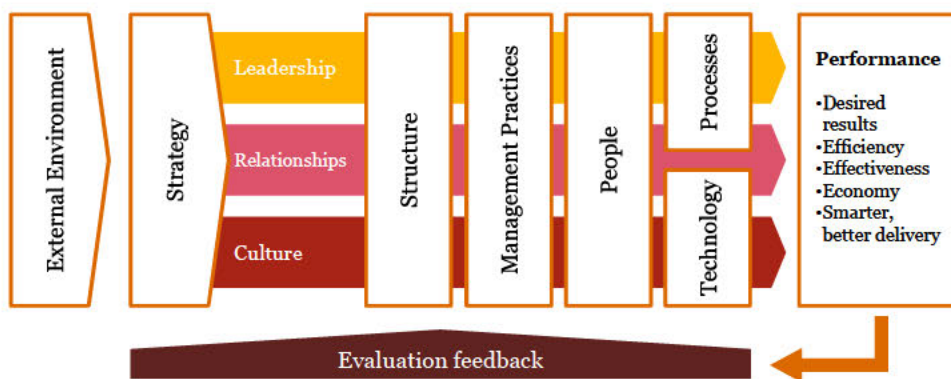 External Environment
Strategy
Leadership
Relationships
Culture
Structure
Management Practices
People
Processes
Technology
Performance
•Desired
results
•Efficiency
•Effectiveness
•Economy
•Smarter,
better delivery
Evaluation feedback